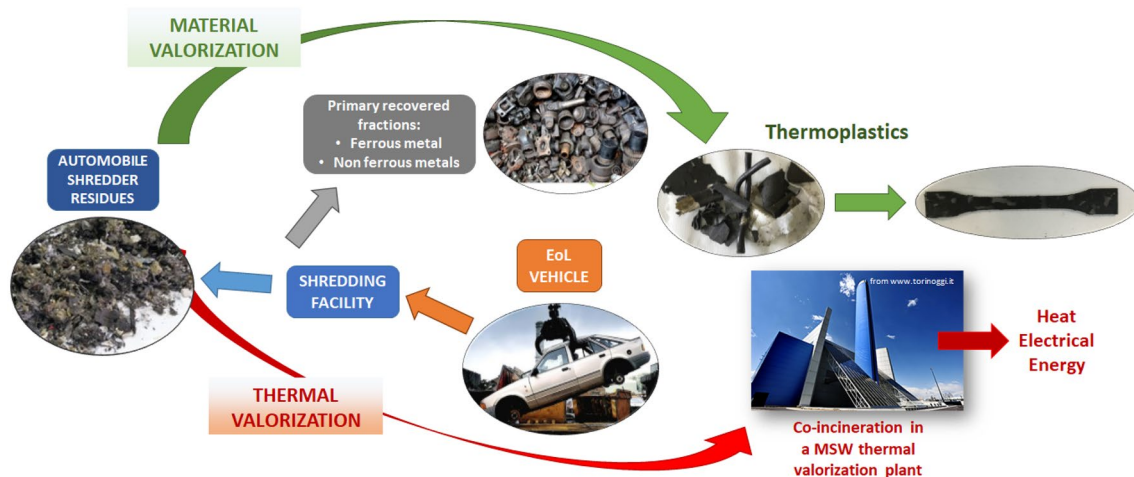 MATERIAL
VALORIZATION
Primary recovered
fractions:
• Ferrous metal
• Non ferrous metals
Thermoplastics
AUTOMOBILE
SHREDDER
RESIDUES
EoL
VEHICLE
SHREDDING
FACILITY
from www.torinoggi.it
Heat
Electrical
Energy
THERMAL
VALORIZATION
Co-incineration in
a MSW thermal
valorization plant